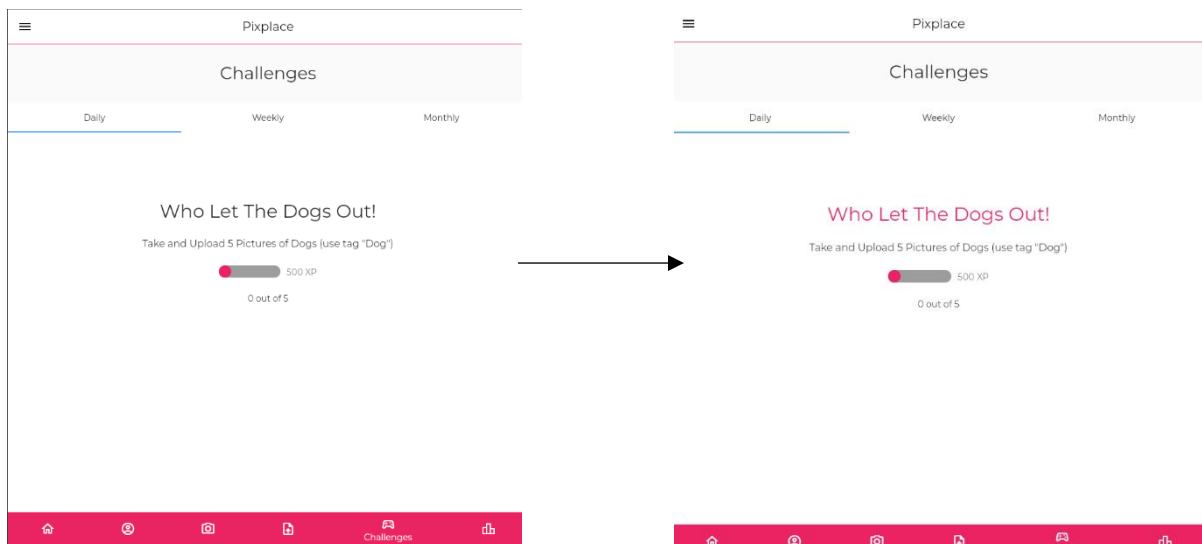 Pixplace
Challenges
Daily Weekly Monthly
Who Let The Dogs Out!
Take and Upload 5 Pictures of Dogs (use tag "Dog")
500 XP
0 out of 5
Challenges
Pixplace
Challenges
Daily Weekly Monthly
Who Let The Dogs Out!
Take and Upload 5 Pictures of Dogs (use tag "Dog")
500 XP
0 out of 5